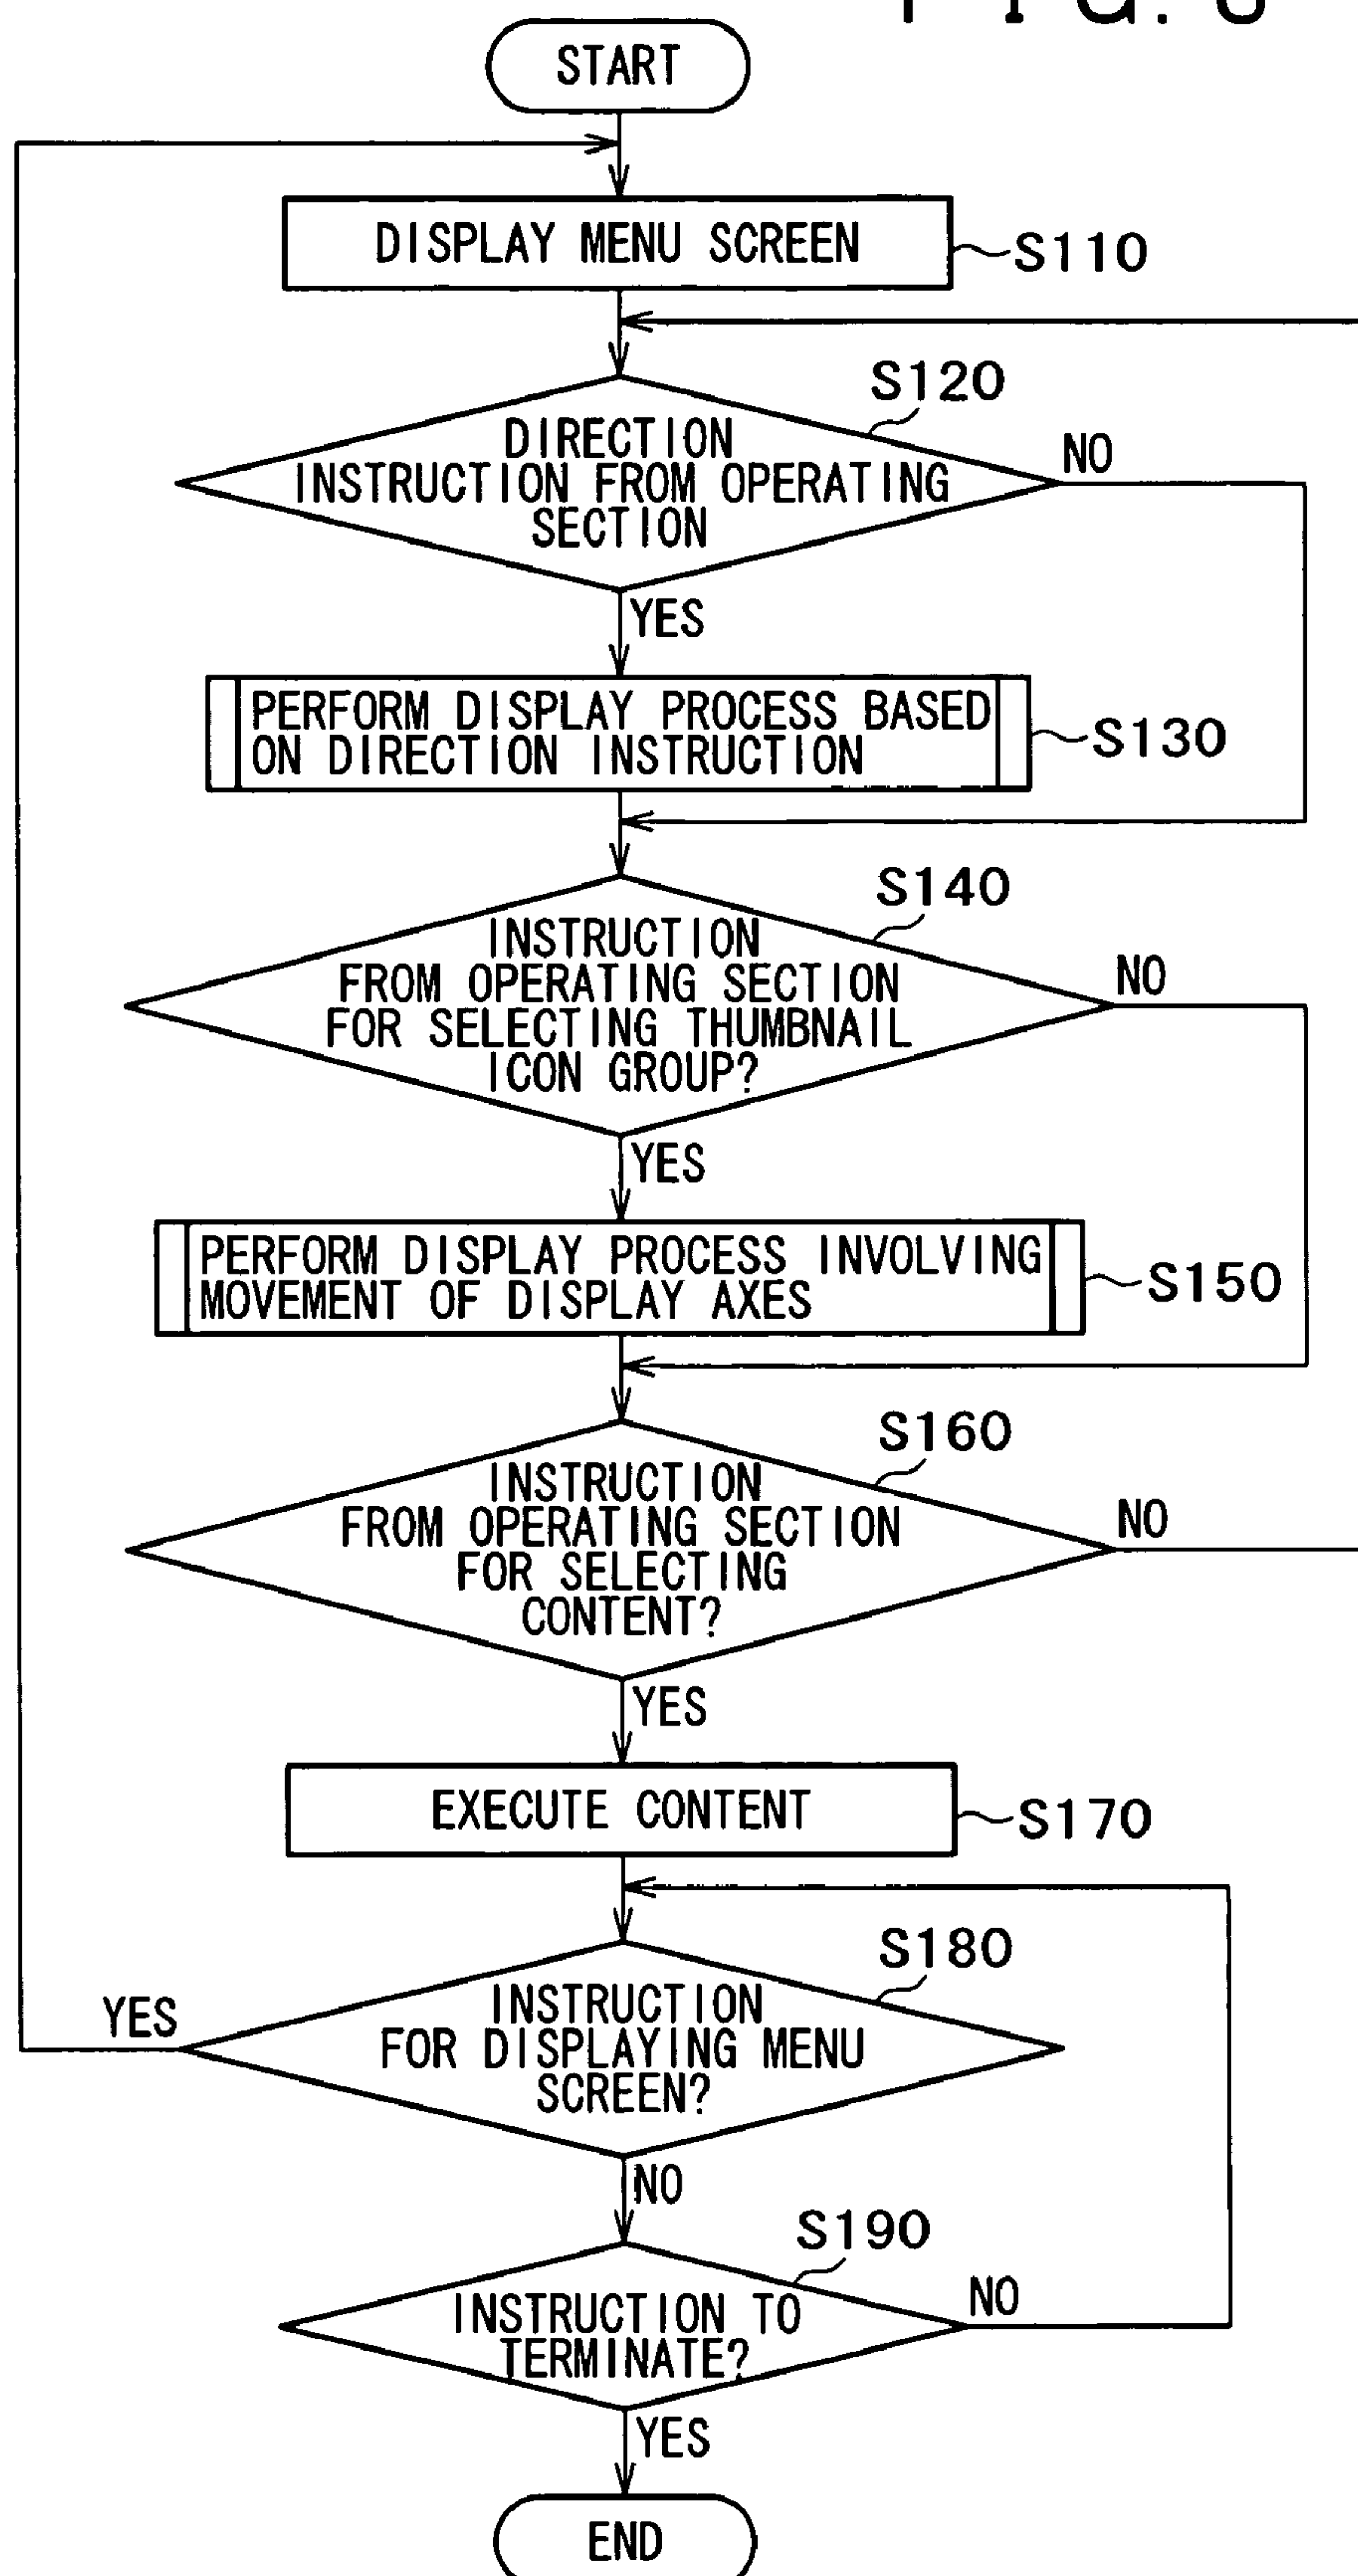 START
DISPLAY MENU SCREEN
S110
S120
DIRECTION
INSTRUCTION FROM OPERATING
SECTION
NO
YES
PERFORM DISPLAY PROCESS BASED
ON DIRECTION INSTRUCTION
S130
S140
INSTRUCTION
FROM OPERATING SECTION
FOR SELECTING THUMBNAIL
ICON GROUP?
NO
YES
PERFORM DISPLAY PROCESS INVOLVING
MOVEMENT OF DISPLAY AXES
S150
S160
INSTRUCTION
FROM OPERATING SECTION
FOR SELECTING
CONTENT?
NO
YES
EXECUTE CONTENT
S170
S180
INSTRUCTION
FOR DISPLAYING MENU
SCREEN?
YES
NO
S190
INSTRUCTION TO
TERMINATE?
NO
YES
END